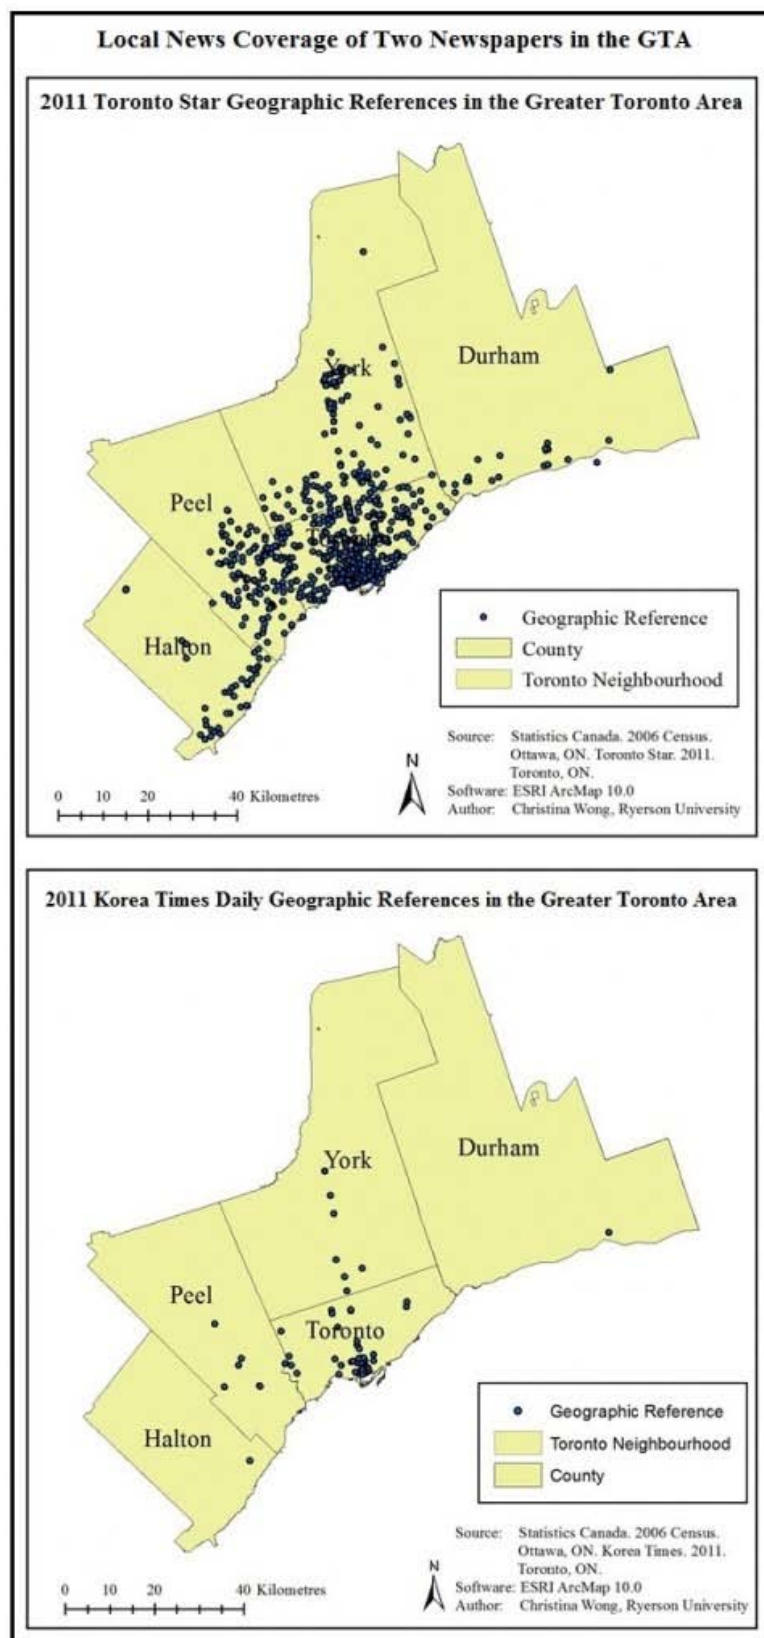 Local News Coverage of Two Newspapers in the GTA
2011 Toronto Star Geographic References in the Greater Toronto Area
York
Durham
Peel
Toronto
Halton
Geographic Reference
County
Toronto Neighbourhood
Source: Statistics Canada. 2006 Census.
Ottawa, ON. Toronto Star. 2011.
Toronto, ON.
Software: ESRI ArcMap 10.0
Author: Christina Wong, Ryerson University
N
0 10 20 40 Kilometres
2011 Korea Times Daily Geographic References in the Greater Toronto Area
York
Durham
Peel
Toronto
Halton
Geographic Reference
Toronto Neighbourhood
County
Source: Statistics Canada. 2006 Census.
Ottawa, ON. Korea Times. 2011.
Toronto, ON.
Software: ESRI ArcMap 10.0
Author: Christina Wong, Ryerson University
N
0 10 20 40 Kilometres